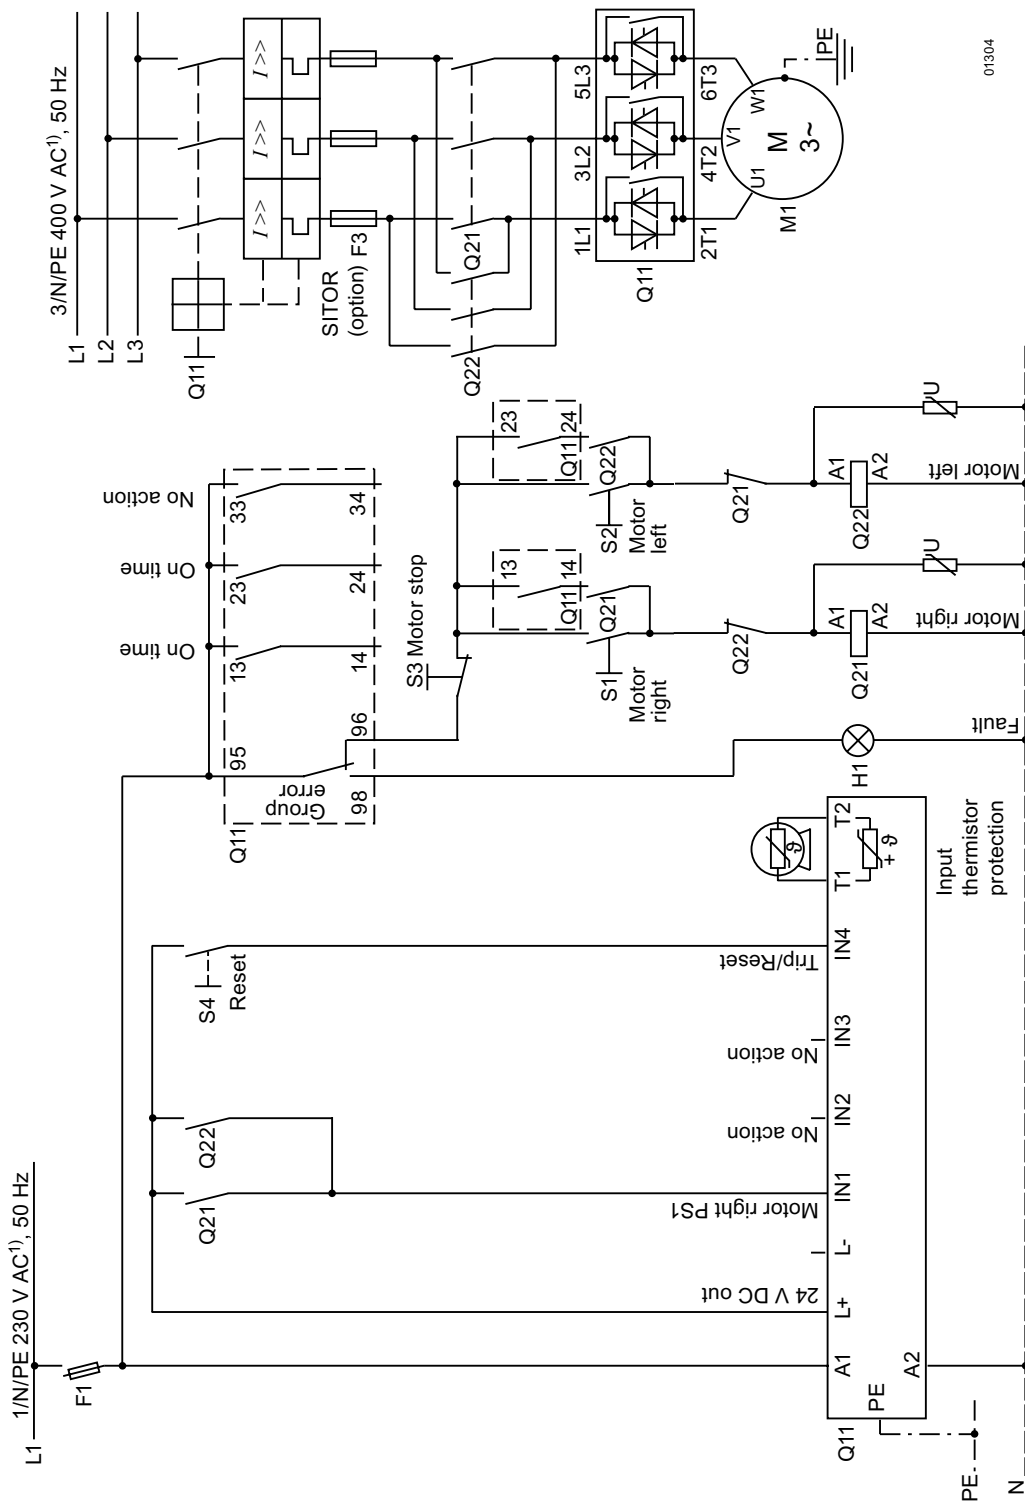 1/N/PE 230 V AC1), 50 Hz
L1
F1
Q21
Q22
S4
Reset
24 V DC out
Motor right PS1
No action
No action
Trip/Reset
Q11
PE
A1
L+
L-
IN1
IN2
IN3
IN4
T1
T2
A2
ϑ
+ ϑ
Input
thermistor
protection
PE
N
Q11
95
Group
error
98
96
13
14
On time
23
24
On time
33
34
No action
S3 Motor stop
H1
Fault
S1
Motor
right
13
14
Q11
Q21
Q22
Q21
A1
A2
U
Motor right
S2
Motor
left
23
24
Q11
Q22
Q21
Q22
A1
A2
U
Motor left
3/N/PE 400 V AC1), 50 Hz
L1
L2
L3
Q11
I >>
I >>
I >>
SITOR
(option) F3
Q22
Q21
1L1
3L2
5L3
Q11
2T1
4T2
6T3
M1
U1
V1
W1
M
3~
PE
01304